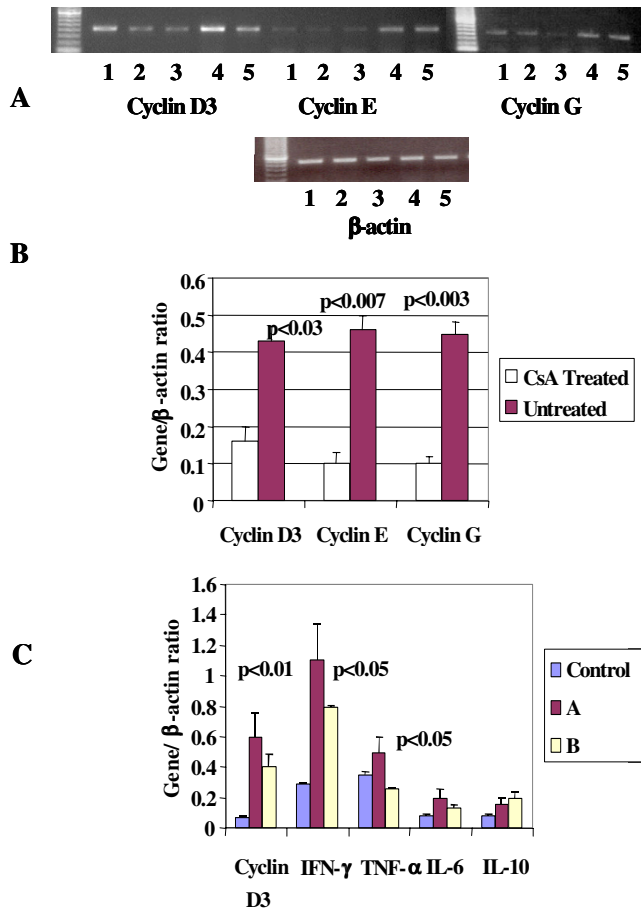 1 2 3 4 5 1 2 3 4 5 1 2 3 4 5
A
Cyclin D3 Cyclin E Cyclin G
1 2 3 4 5
β-actin
B
Gene/β-actin ratio
0.6
0.5
0.4
0.3
0.2
0.1
0
p<0.03
p<0.007
p<0.003
CsA Treated
Untreated
Cyclin D3 Cyclin E Cyclin G
C
Gene/ β-actin ratio
1.6
1.4
1.2
1
0.8
0.6
0.4
0.2
0
p<0.01
p<0.05
p<0.05
Control
A
B
Cyclin D3
IFN-γ
TNF-α
IL-6
IL-10